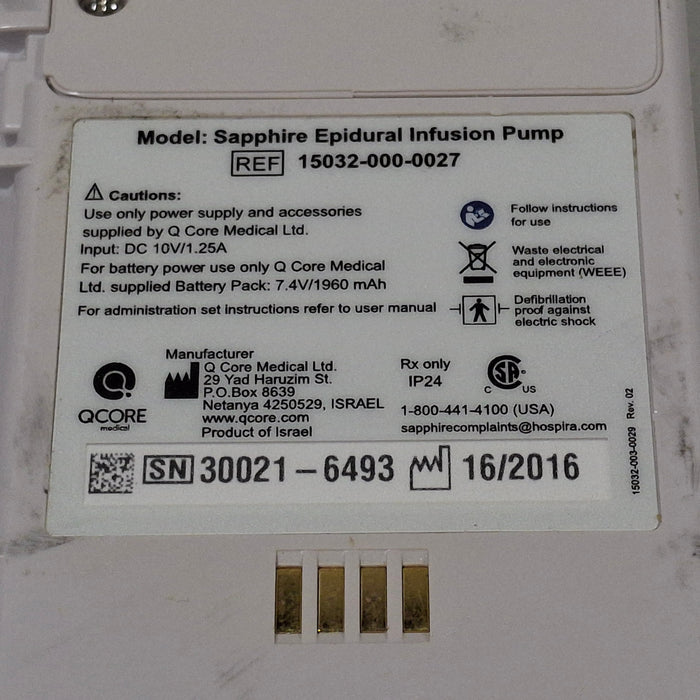 Model: Sapphire Epidural Infusion Pump
REF 15032-000-0027
Cautions:
Use only power supply and accessories
supplied by Q Core Medical Ltd.
Input: DC 10V/1.25A
For battery power use only Q Core Medical
Ltd. supplied Battery Pack: 7.4V/1960 mAh
For administration set instructions refer to user manual
Follow instructions
for use
Waste electrical
and electronic
equipment (WEEE)
Defibrillation
proof against
electric shock
QCORE
medical
Manufacturer
Q Core Medical Ltd.
29 Yad Haruzim St.
P.O.Box 8639
Netanya 4250529, ISRAEL
www.qcore.com
Product of Israel
Rx only
IP24
C SA US
1-800-441-4100 (USA)
sapphirecomplaints@hospira.com
15032-003-0029 Rev. 02
SN 30021-6493 16/2016